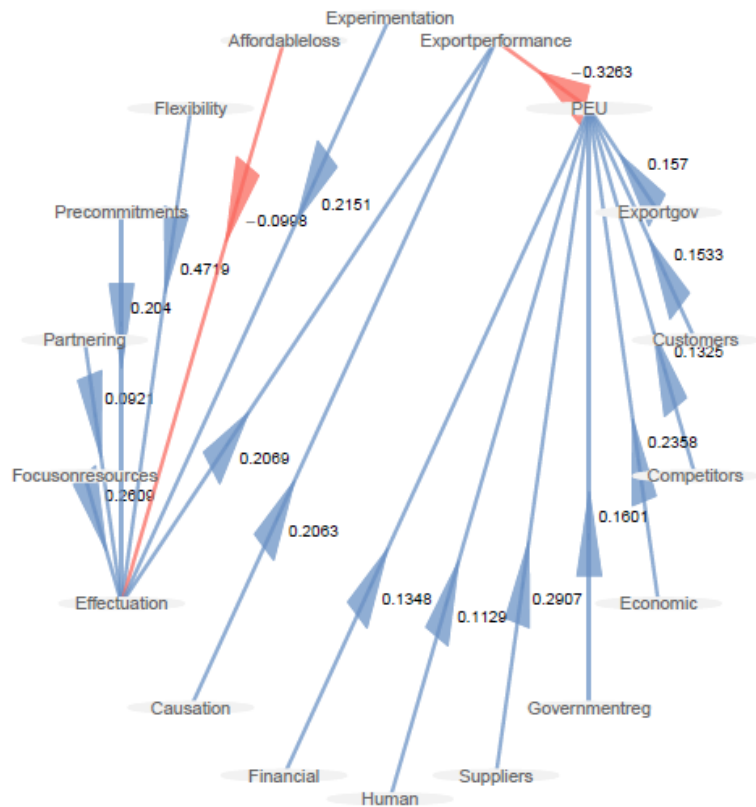 Experimentation
Affordableloss
Exportperformance
−0.3263
Flexibility
PEU
0.157
Precommitments
−0.0998
0.2151
Exportgov
0.1533
0.4719
0.204
Partnering
Customers
0.1325
0.0921
0.2069
0.2358
Focusonresources
Competitors
0.2609
0.2063
0.1601
Effectuation
0.1348
0.1129
0.2907
Economic
Causation
Governmentreg
Financial
Suppliers
Human